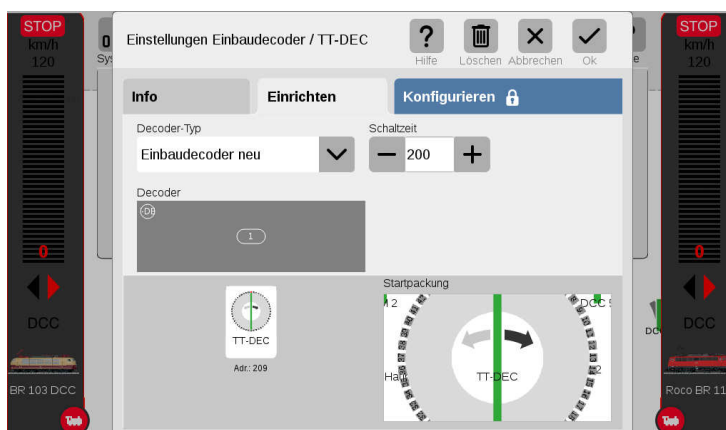 STOP
km/h
120
0
DCC
BR 103 DCC
Einstellungen Einbaudecoder / TT-DEC
?
Hilfe
Löschen
Abbrechen
Ok
Info
Einrichten
Konfigurieren
Decoder-Typ
Einbaudecoder neu
Schaltzeit
200
Decoder
1
TT-DEC
Adr.: 209
Startpackung
TT-DEC
STOP
km/h
120
0
DCC
Roco BR 11